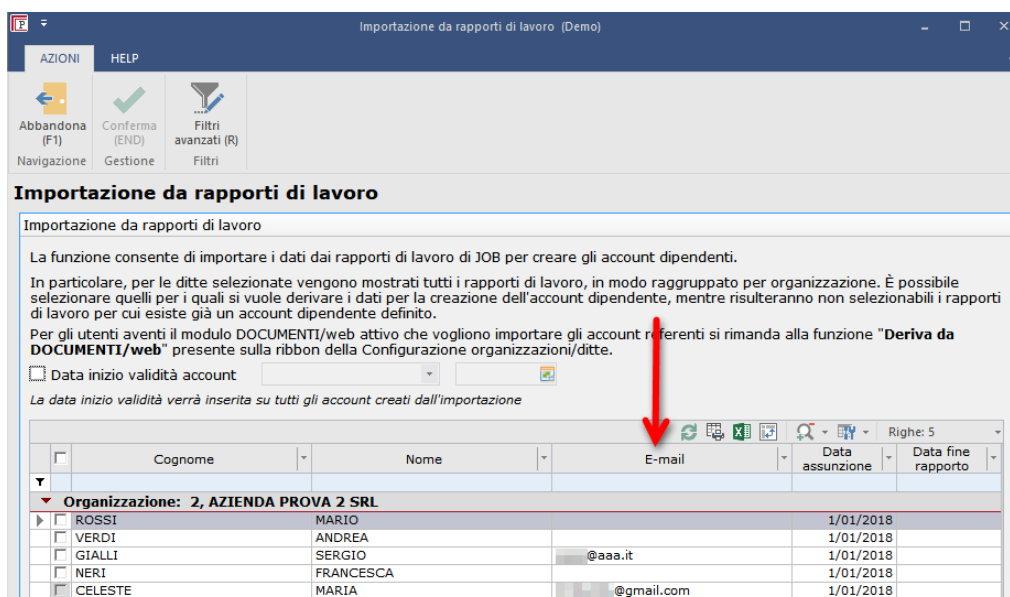 Importazione da rapporti di lavoro (Demo)
AZIONI HELP
Abbandona (F1)
Conferma (END)
Filtri avanzati (R)
Navigazione Gestione Filtri
Importazione da rapporti di lavoro
Importazione da rapporti di lavoro
La funzione consente di importare i dati dai rapporti di lavoro di JOB per creare gli account dipendenti.
In particolare, per le ditte selezionate vengono mostrati tutti i rapporti di lavoro, in modo raggruppato per organizzazione. È possibile
selezionare quelli per i quali si vuole derivare i dati per la creazione dell'account dipendente, mentre risulteranno non selezionabili i rapporti
di lavoro per cui esiste già un account dipendente definito.
Per gli utenti aventi il modulo DOCUMENTI/web attivo che vogliono importare gli account referenti si rimanda alla funzione "Deriva da
DOCUMENTI/web" presente sulla ribbon della Configurazione organizzazioni/ditte.
Data inizio validità account
La data inizio validità verrà inserita su tutti gli account creati dall'importazione
Righe: 5
Cognome Nome E-mail Data assunzione Data fine rapporto
Organizzazione: 2, AZIENDA PROVA 2 SRL
ROSSI MARIO 1/01/2018
VERDI ANDREA 1/01/2018
GIALLI SERGIO @aaa.it 1/01/2018
NERI FRANCESCA 1/01/2018
CELESTE MARIA @gmail.com 1/01/2018